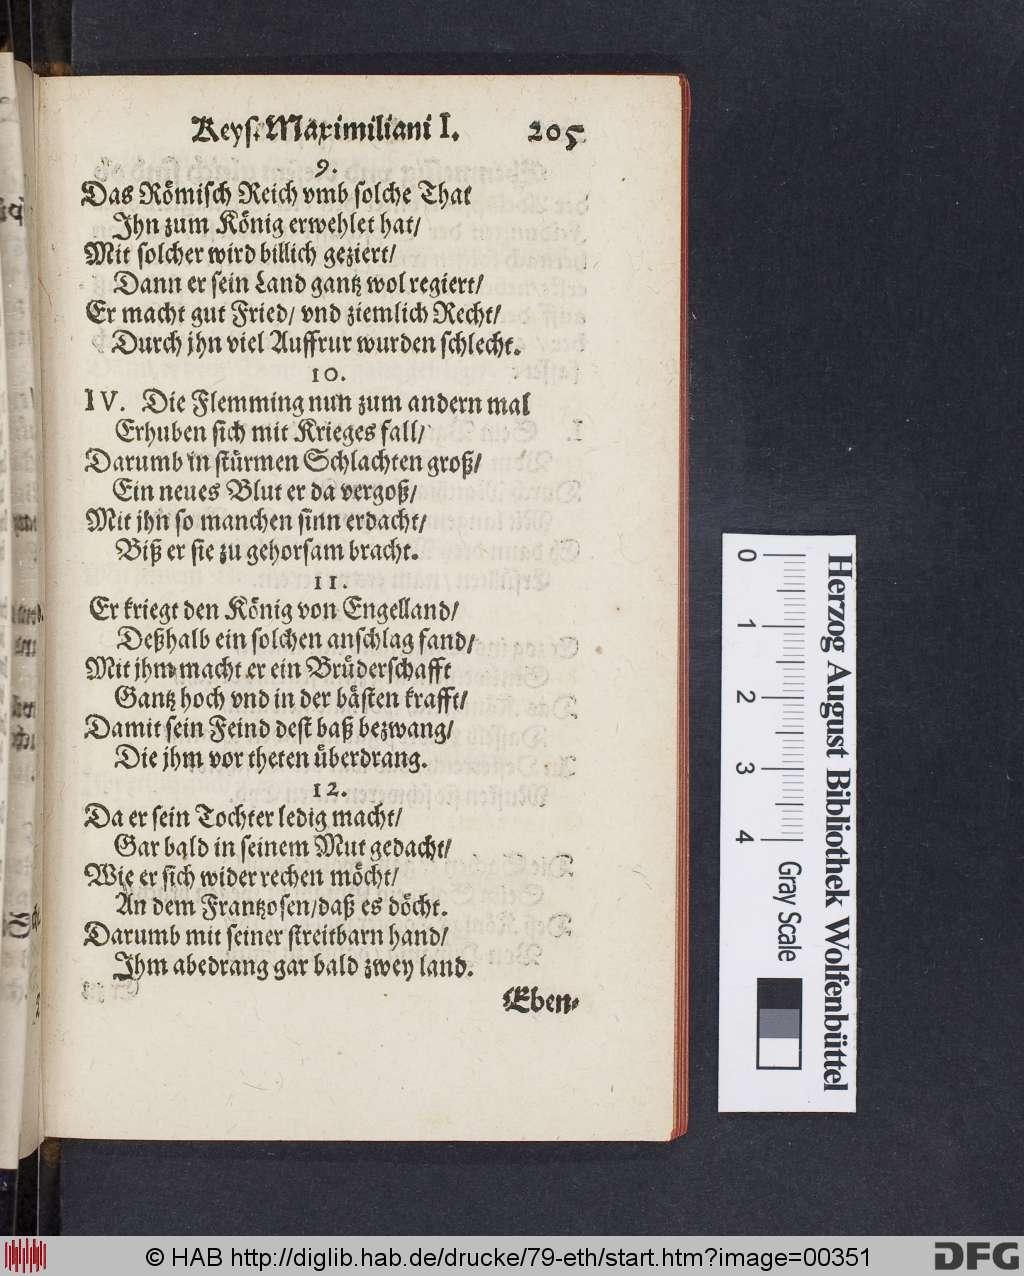 Keys. Maximiliani I. 205
9.
Das Römisch Reich vmb solche That
Jhn zum König erwehlet hat/
Mit solcher wird billich geziert/
Dann er sein Land gantz wol regiert/
Er macht gut Fried/ vnd ziemlich Recht/
Durch jhn viel Auffrur wurden schlecht.
10.
IV. Die Flemming nun zum andern mal
Erhuben sich mit Krieges fall/
Darumb in stürmen Schlachten groß/
Ein neues Blut er da vergoß/
Mit jhn so manchen sinn erdacht/
Biß er sie zu gehorsam bracht.
11.
Er kriegt den König von Engelland/
Deßhalb ein solchen anschlag fand/
Mit jhm macht er ein Brüderschafft
Gantz hoch vnd in der bästen krafft/
Damit sein Feind dest baß bezwang/
Die jhm vor theten überdrang.
12.
Da er sein Tochter ledig macht/
Gar bald in seinem Mut gedacht/
Wie er sich wider rechen möcht/
An dem Frantzosen/ daß es döcht.
Darumb mit seiner streitbarn hand/
Jhm abedrang gar bald zwey land.
Eben-
0 1 2 3 4
Herzog August Bibliothek Wolfenbüttel
Gray Scale
© HAB http://diglib.hab.de/drucke/79-eth/start.htm?image=00351
DFG